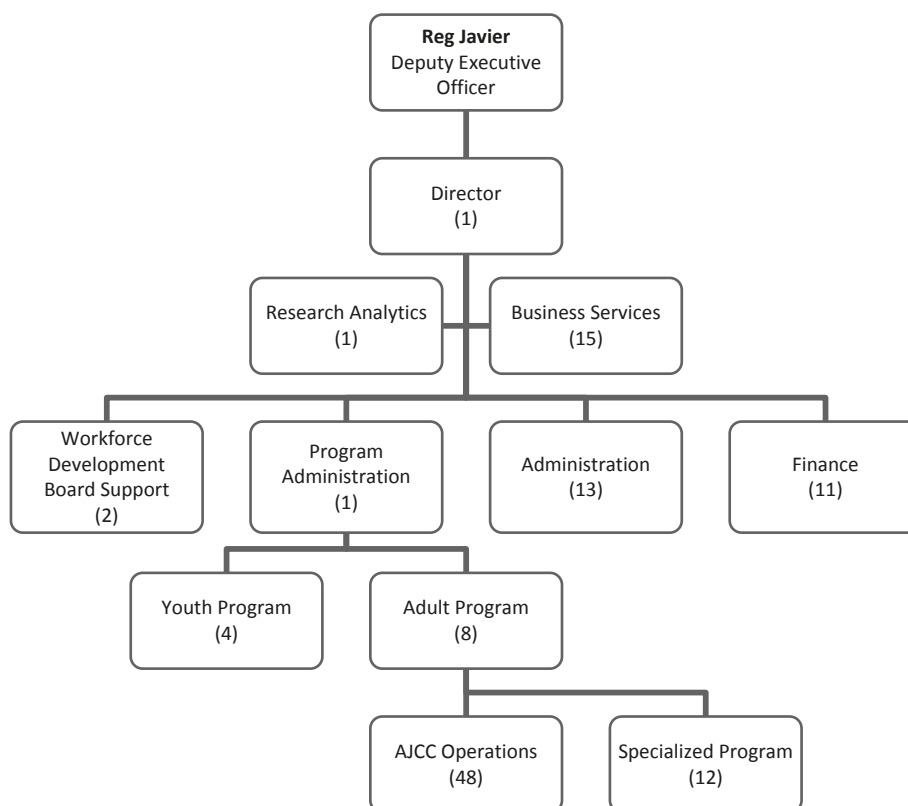 Reg Javier
Deputy Executive
Officer
Director
(1)
Research Analytics
(1)
Business Services
(15)
Workforce
Development
Board Support
(2)
Program
Administration
(1)
Administration
(13)
Finance
(11)
Youth Program
(4)
Adult Program
(8)
AJCC Operations
(48)
Specialized Program
(12)